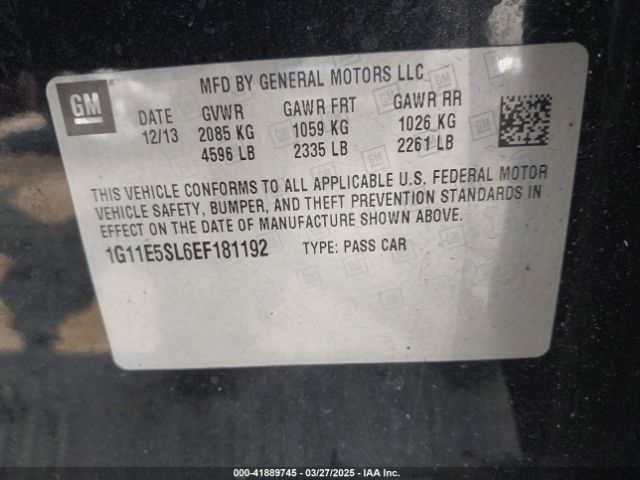 GM
MFD BY GENERAL MOTORS LLC
DATE GVWR GAWR FRT GAWR RR
12/13 2085 KG 1059 KG 1026 KG
4596 LB 2335 LB 2261 LB
THIS VEHICLE CONFORMS TO ALL APPLICABLE U.S. FEDERAL MOTOR
VEHICLE SAFETY, BUMPER, AND THEFT PREVENTION STANDARDS IN
EFFECT ON THE DATE OF MANUFACTURE SHOWN ABOVE.
1G11E5SL6EF181192 TYPE: PASS CAR
000-41889745 - 03/27/2025 - IAA Inc.